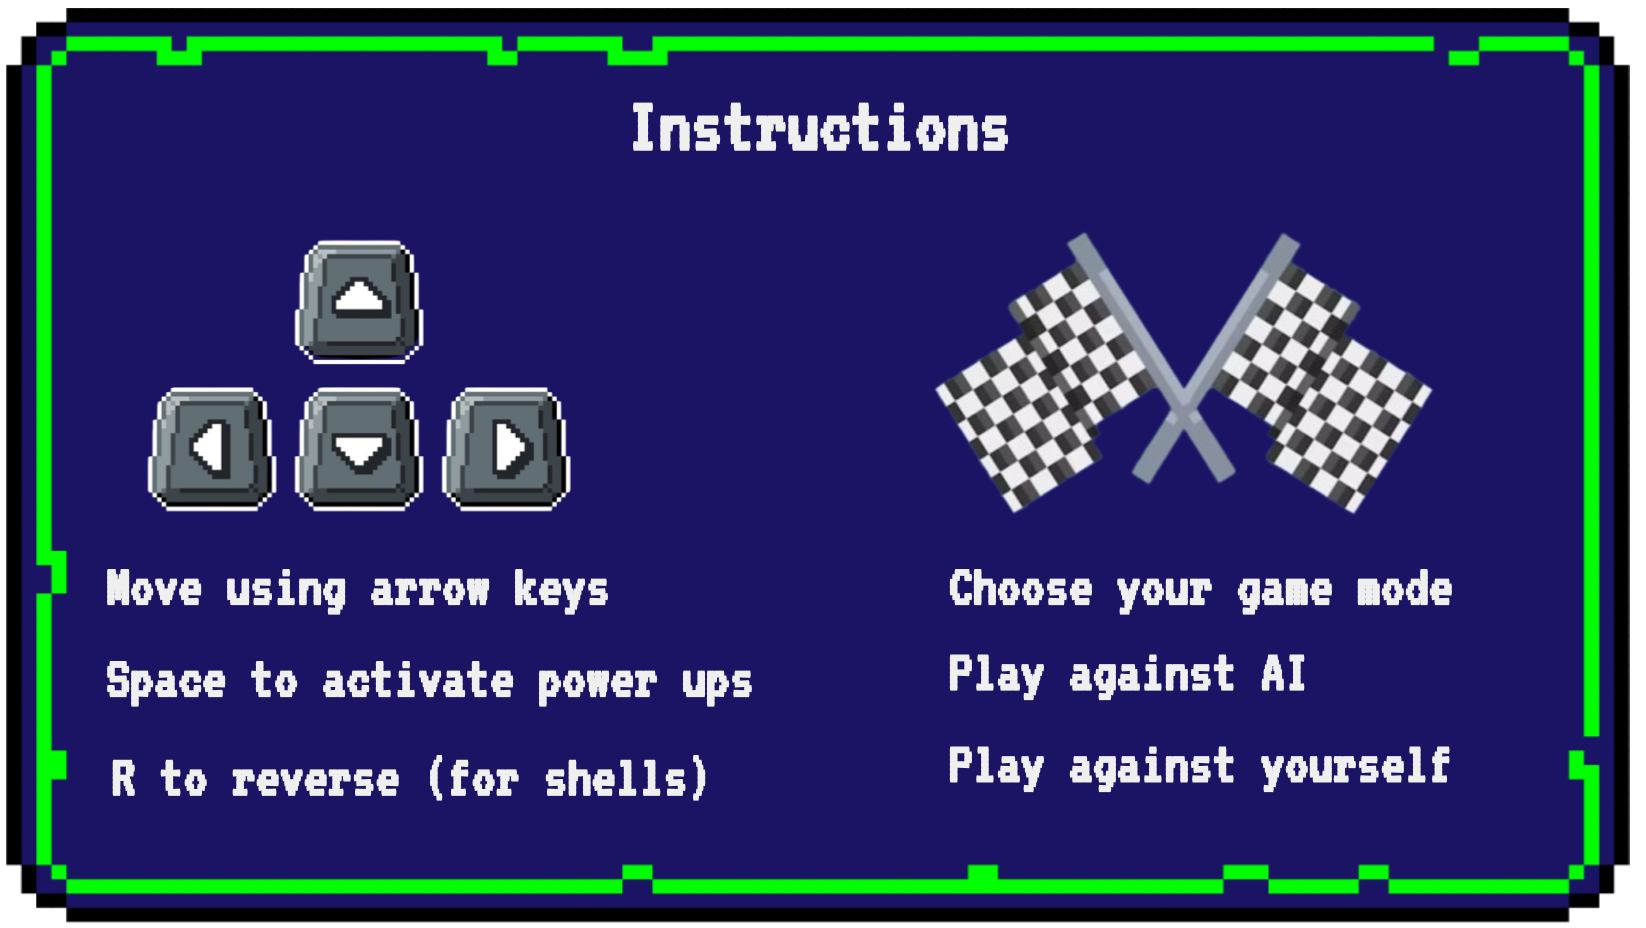 Instructions
Move using arrow keys
Space to activate power ups
R to reverse (for shells)
Choose your game mode
Play against AI
Play against yourself